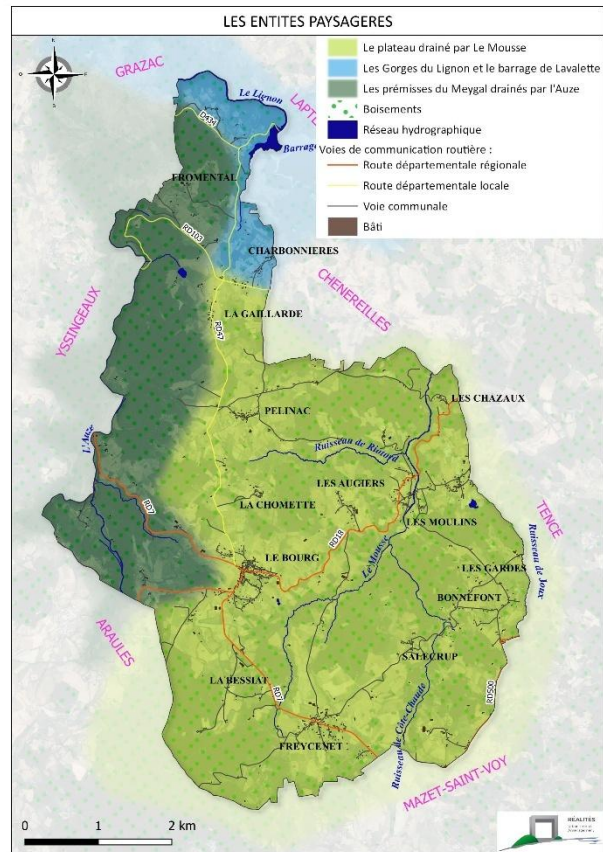 LES ENTITES PAYSAGERES
Le plateau drainé par Le Mousse
Les Gorges du Lignon et le barrage de Lavalette
Les prémisses du Meygal drainés par l'Auze
Boisements
Réseau hydrographique
Voies de communication routière :
Route départementale régionale
Route départementale locale
Voie communale
Bâti
GRAZAC
Le Lignon
LAPTE
D434
Barrage
FROMENTAL
RD103
CHARBONNIERES
CHENEREILLES
YSSINGEAUX
LA GAILLARDE
RD47
LES CHAZAUX
PELINAC
L'Auze
Ruisseau de Rionord
LES AUGIERS
RD7
LA CHOMETTE
LES MOULINS
TENCE
RD18
Ruisseau de Joux
LE BOURG
Le Mousse
LES GARDES
BONNEFONT
ARAULES
SALECRUP
LA BESSIAT
RD7
RD500
FREYCENET
Ruisseau de Côte-Chaude
MAZET-SAINT-VOY
0 1 2 km
RÉALITÉS